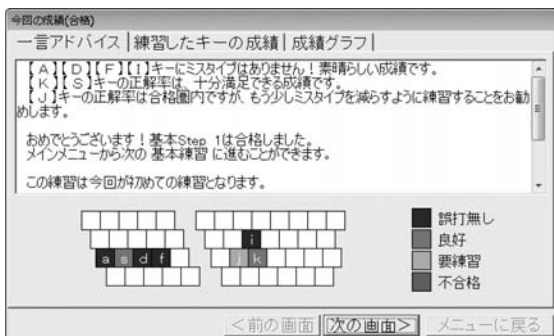 今回の成績(合格)
一言アドバイス|練習したキーの成績|成績グラフ|
【A】【D】【F】【I】キーにミスタイプはありません！素晴らしい成績です。
【K】【S】キーの正解率は、十分満足できる成績です。
【J】キーの正解率は合格圏内ですが、もう少しミスタイプを減らすように練習することをお勧
めします。
おめでとうございます！基本Step 1は合格しました。
メインメニューから次の 基本練習 に進むことができます。
この練習は今回が初めての練習となります。
i
a s d f j k
誤打無し
良好
要練習
不合格
<前の画面 次の画面> メニューに戻る